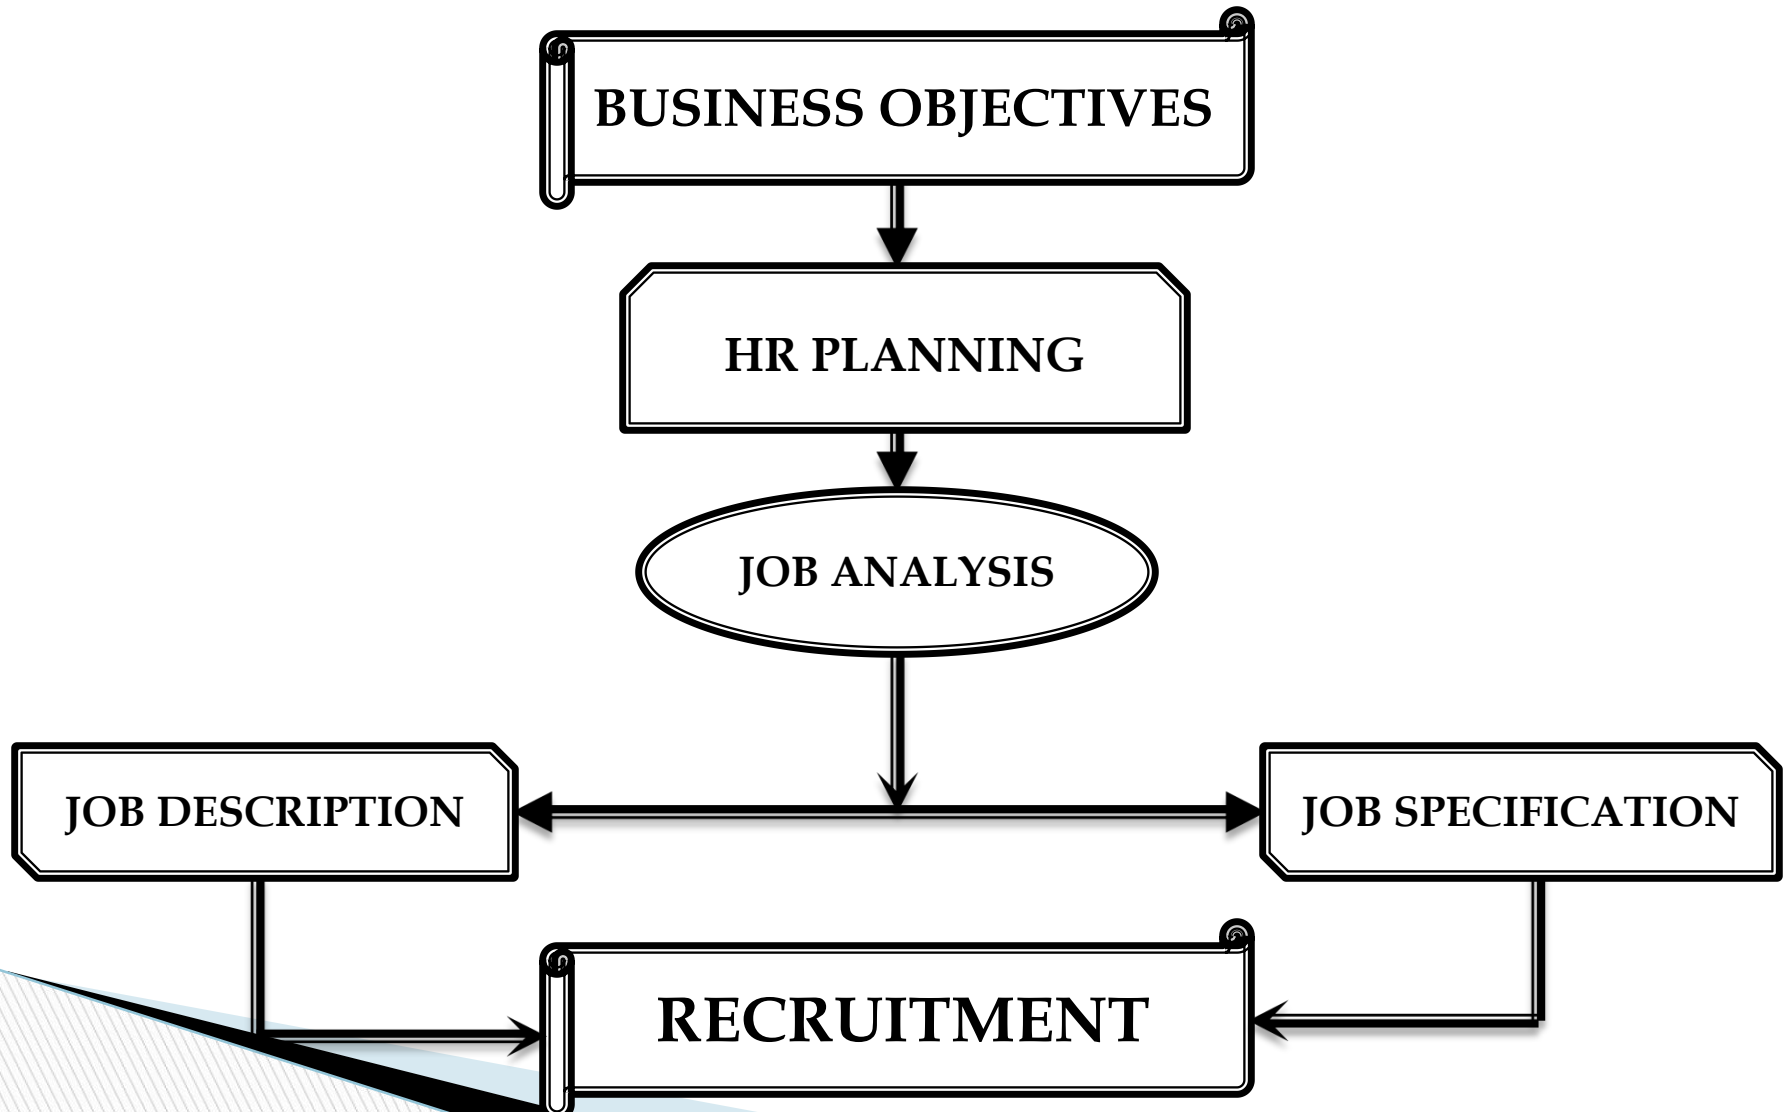 BUSINESS OBJECTIVES
HR PLANNING
JOB ANALYSIS
JOB DESCRIPTION
JOB SPECIFICATION
RECRUITMENT